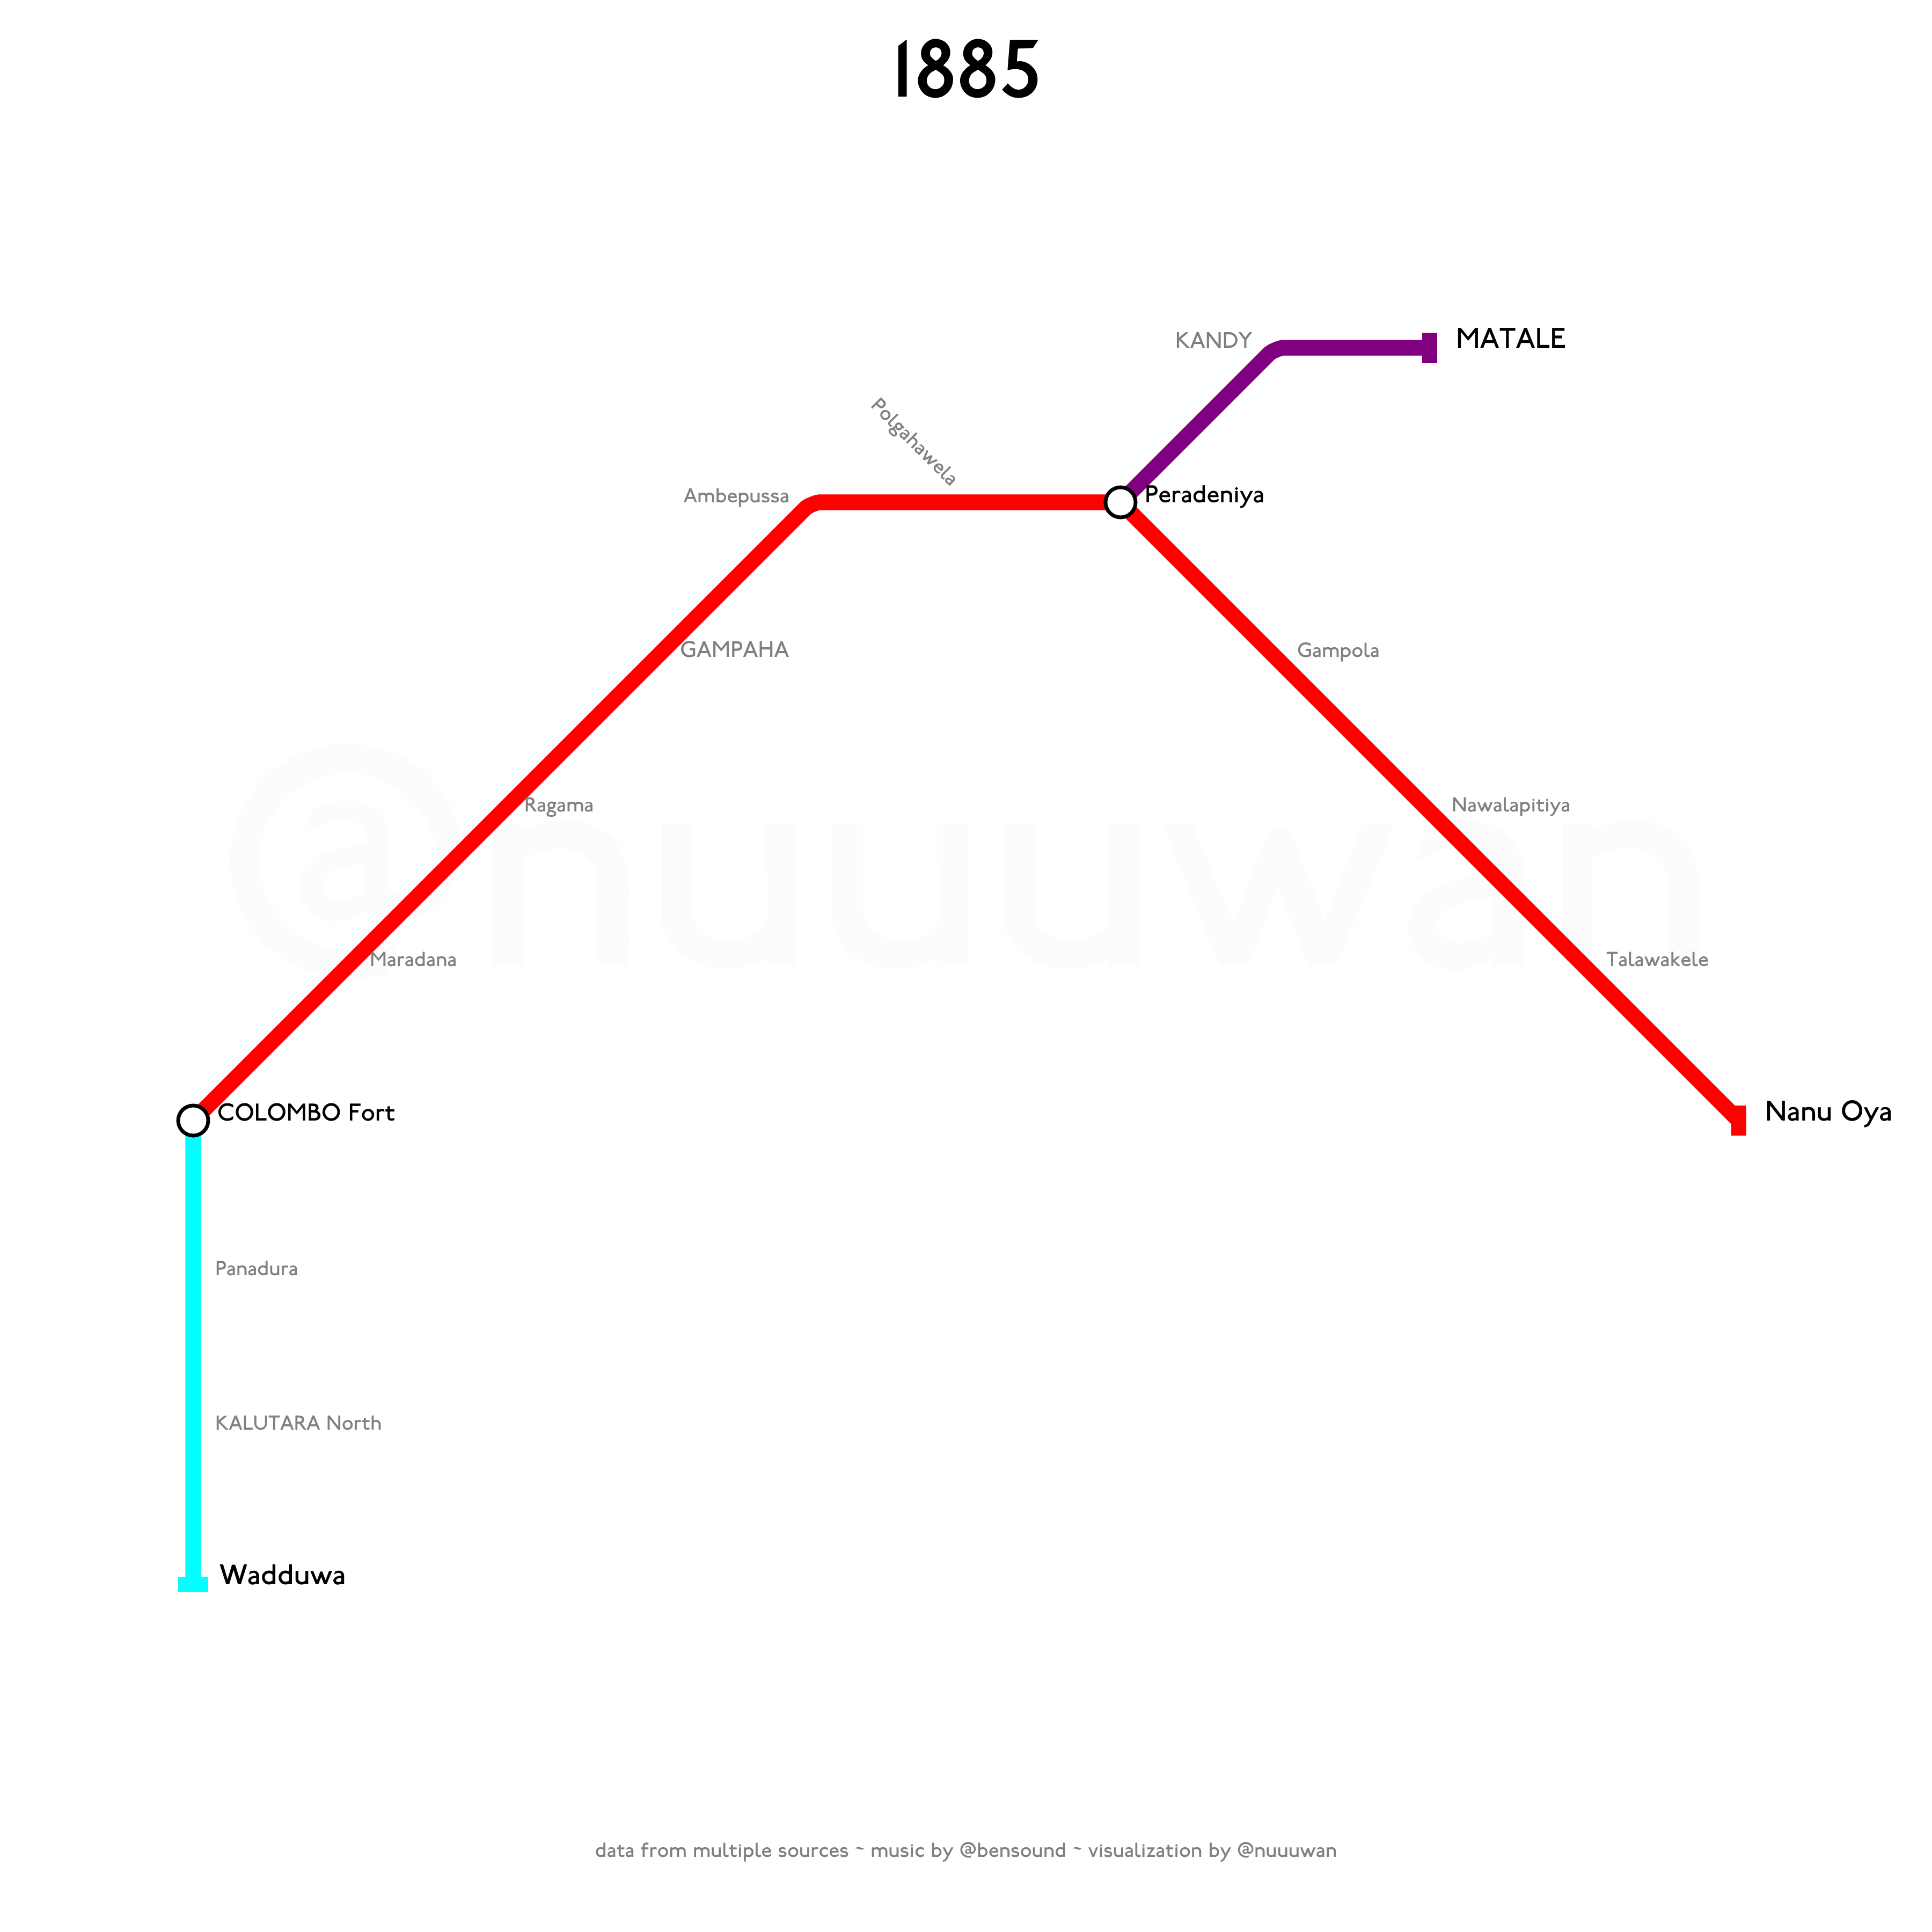 1885
KANDY
MATALE
Polgahawela
Ambepussa
Peradeniya
GAMPAHA
Gampola
Ragama
Nawalapitiya
@nuuuwan
Maradana
Talawakele
COLOMBO Fort
Nanu Oya
Panadura
KALUTARA North
Wadduwa
data from multiple sources ~ music by @bensound ~ visualization by @nuuuwan